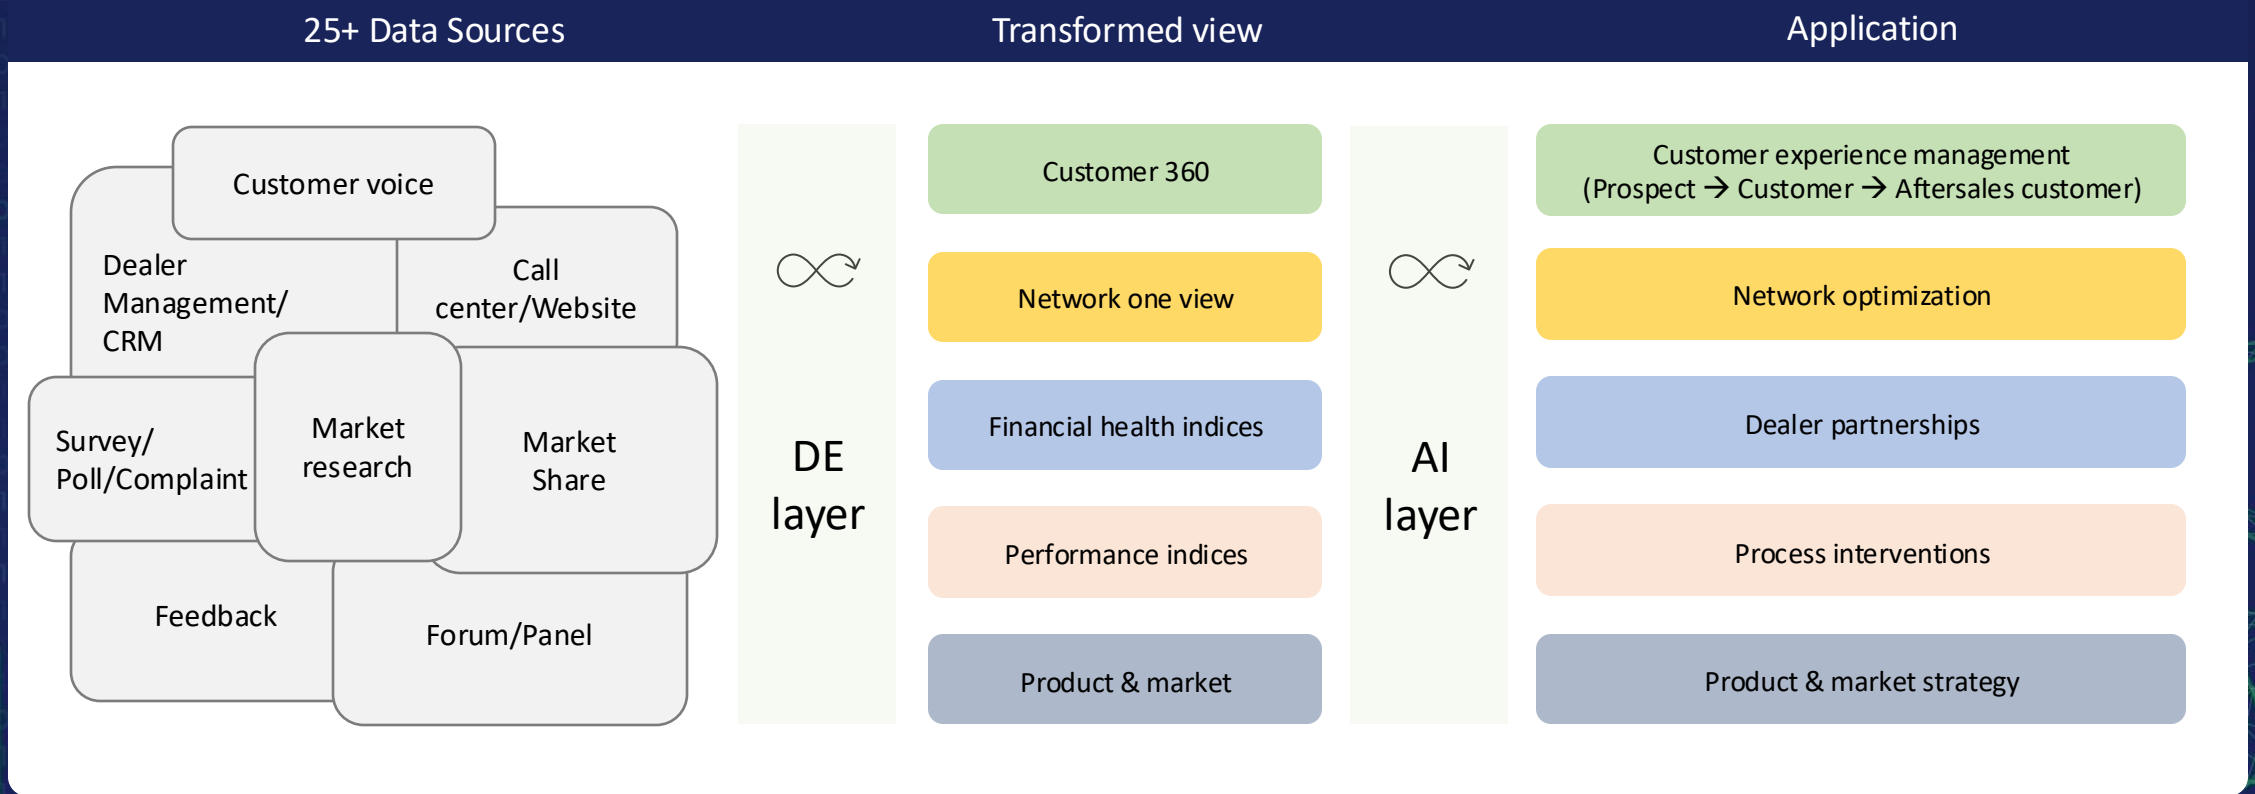 25+ Data Sources
Transformed view
Application
Customer voice
Dealer
Management/
CRM
Call
center/Website
Survey/
Poll/Complaint
Market
research
Market
Share
Feedback
Forum/Panel
DE
layer
Customer 360
Network one view
Financial health indices
Performance indices
Product & market
AI
layer
Customer experience management
(Prospect → Customer → Aftersales customer)
Network optimization
Dealer partnerships
Process interventions
Product & market strategy